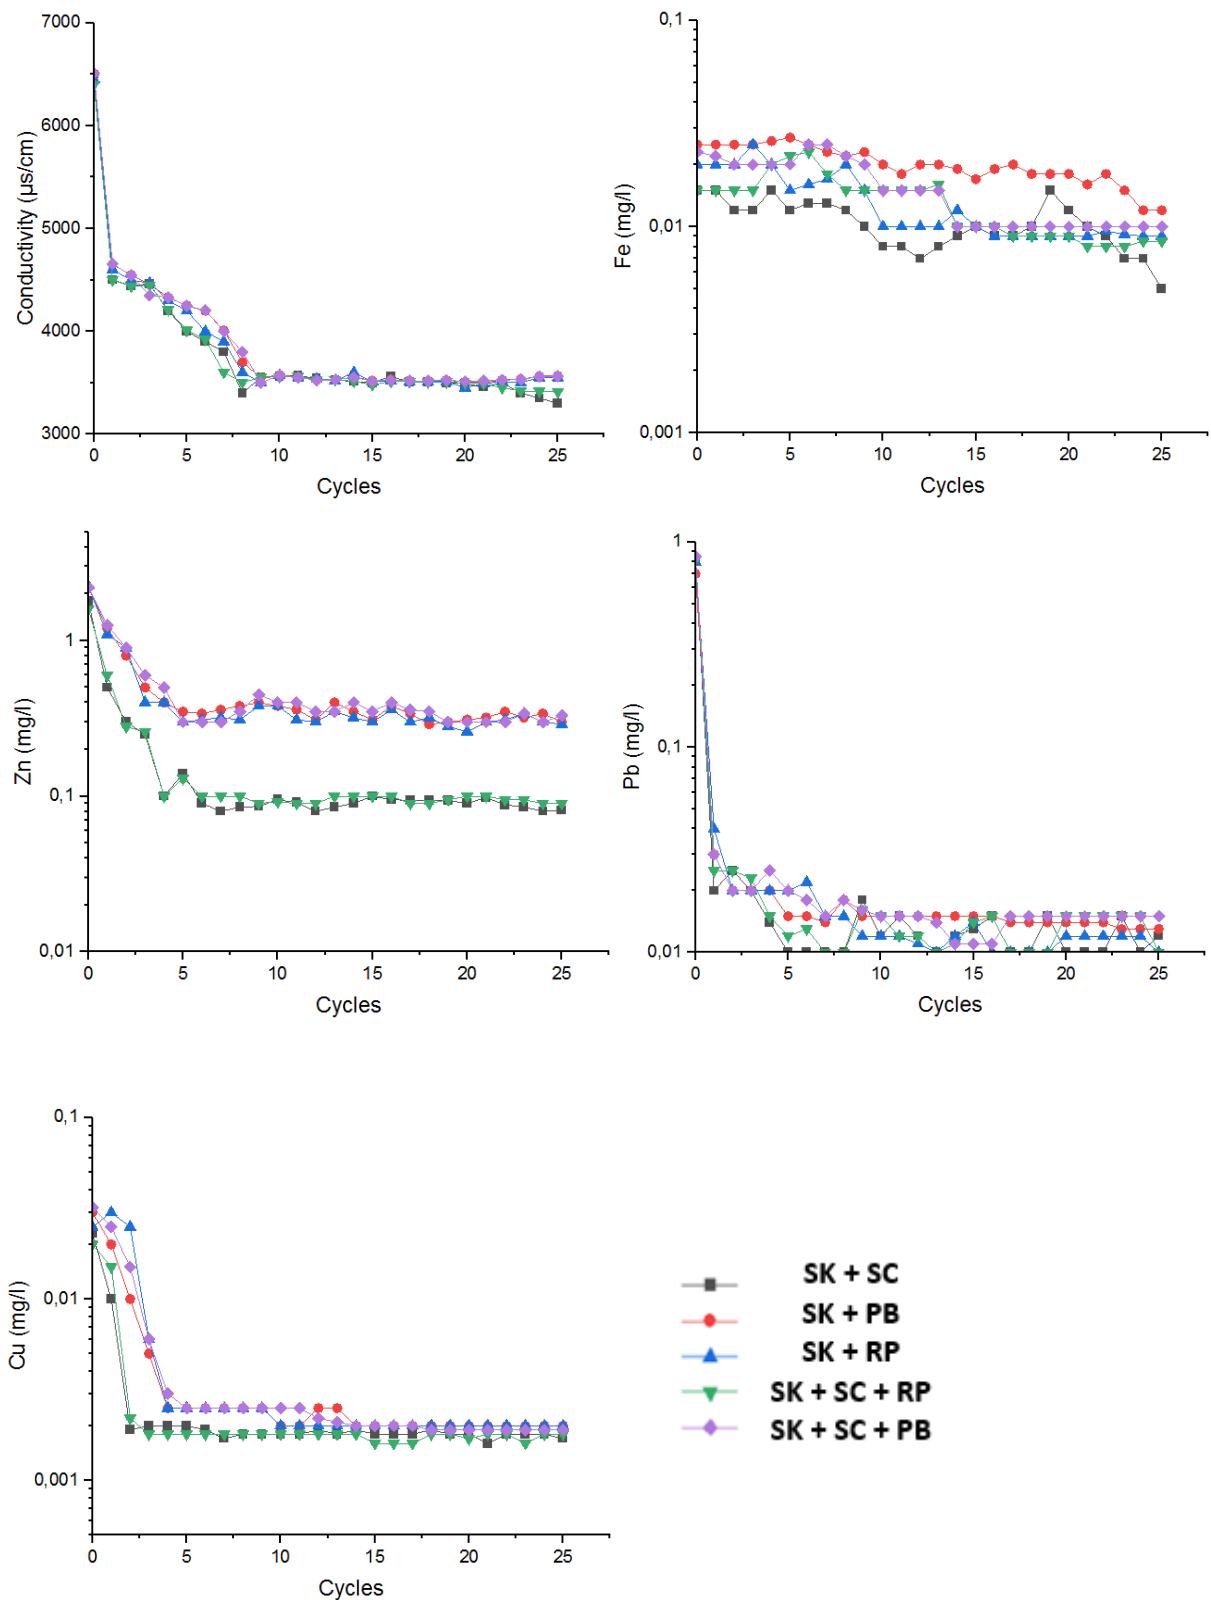 7000
6000
5000
4000
3000
Conductivity (µs/cm)
0 5 10 15 20 25
Cycles
0,1
0,01
0,001
Fe (mg/l)
0 5 10 15 20 25
Cycles
1
0,1
0,01
Zn (mg/l)
0 5 10 15 20 25
Cycles
1
0,1
0,01
Pb (mg/l)
0 5 10 15 20 25
Cycles
0,1
0,01
0,001
Cu (mg/l)
0 5 10 15 20 25
Cycles
SK + SC
SK + PB
SK + RP
SK + SC + RP
SK + SC + PB